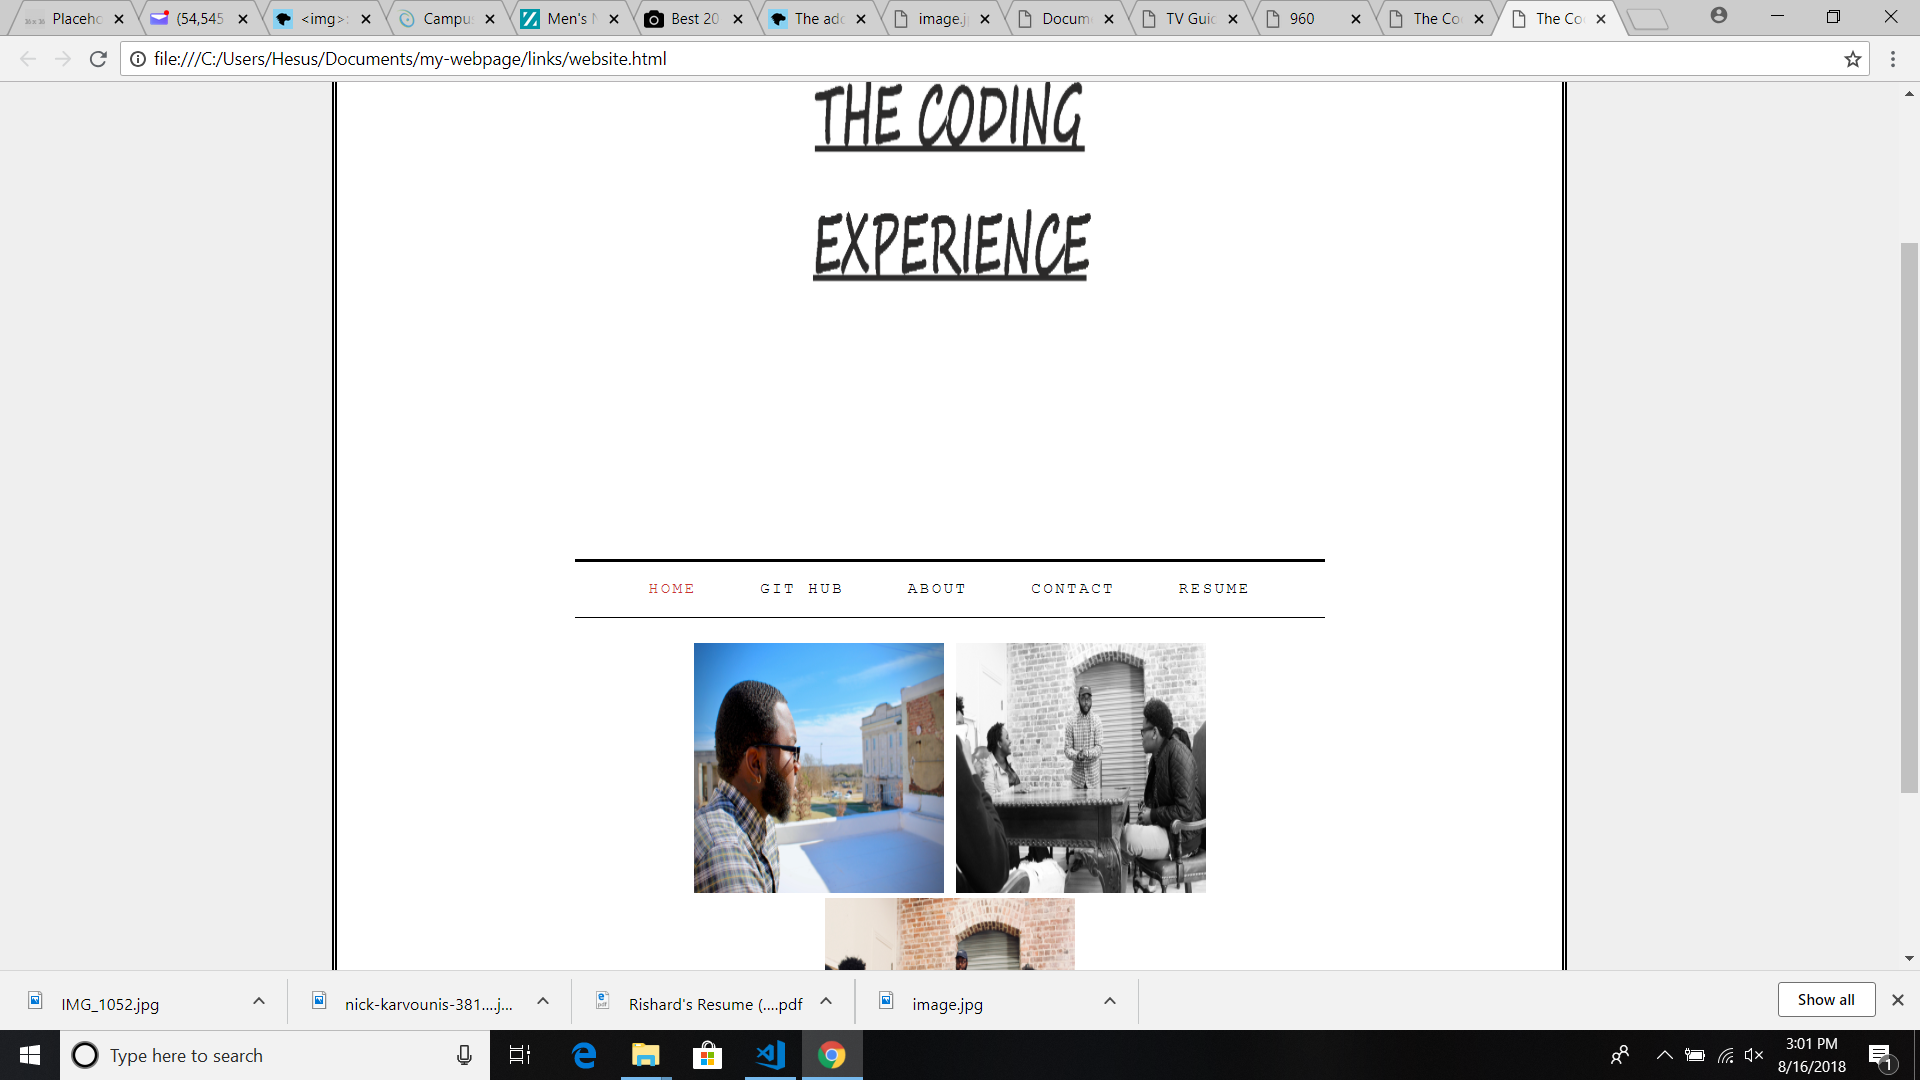 Placeho
(54,545
<img>:
Campu
Men's N
Best 20
The add
image.j
Docum
TV Guid
960
The Co
The Co
file:///C:/Users/Hesus/Documents/my-webpage/links/website.html
THE CODING
EXPERIENCE
HOME GIT HUB ABOUT CONTACT RESUME
IMG_1052.jpg
nick-karvounis-381....j...
Rishard's Resume (....pdf
image.jpg
Show all
Type here to search
3:01 PM
8/16/2018
1